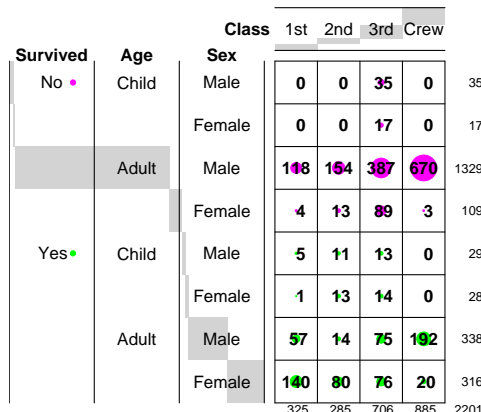 Class 1st 2nd 3rd Crew
Survived Age Sex
No Child Male 0 0 35 0 35
Female 0 0 17 0 17
Adult Male 118 154 387 670 1329
Female 4 13 89 3 109
Yes Child Male 5 11 13 0 29
Female 1 13 14 0 28
Adult Male 57 14 75 192 338
Female 140 80 76 20 316
325 285 706 885 2201